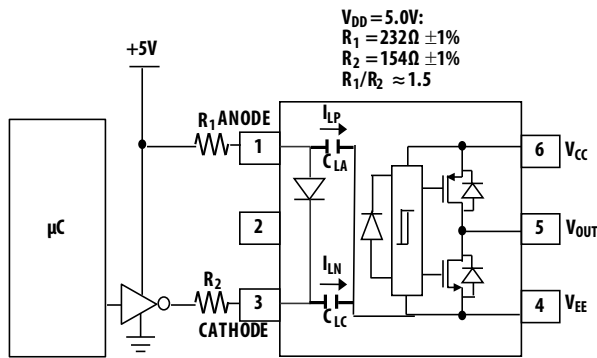 V_DD = 5.0V:
R_1 = 232Ω ±1%
R_2 = 154Ω ±1%
R_1/R_2 ≈ 1.5
+5V
R_1 ANODE
I_LP
1
C_LA
6
V_CC
μC
2
5
V_OUT
R_2
I_LN
3
4
V_EE
C_LC
CATHODE